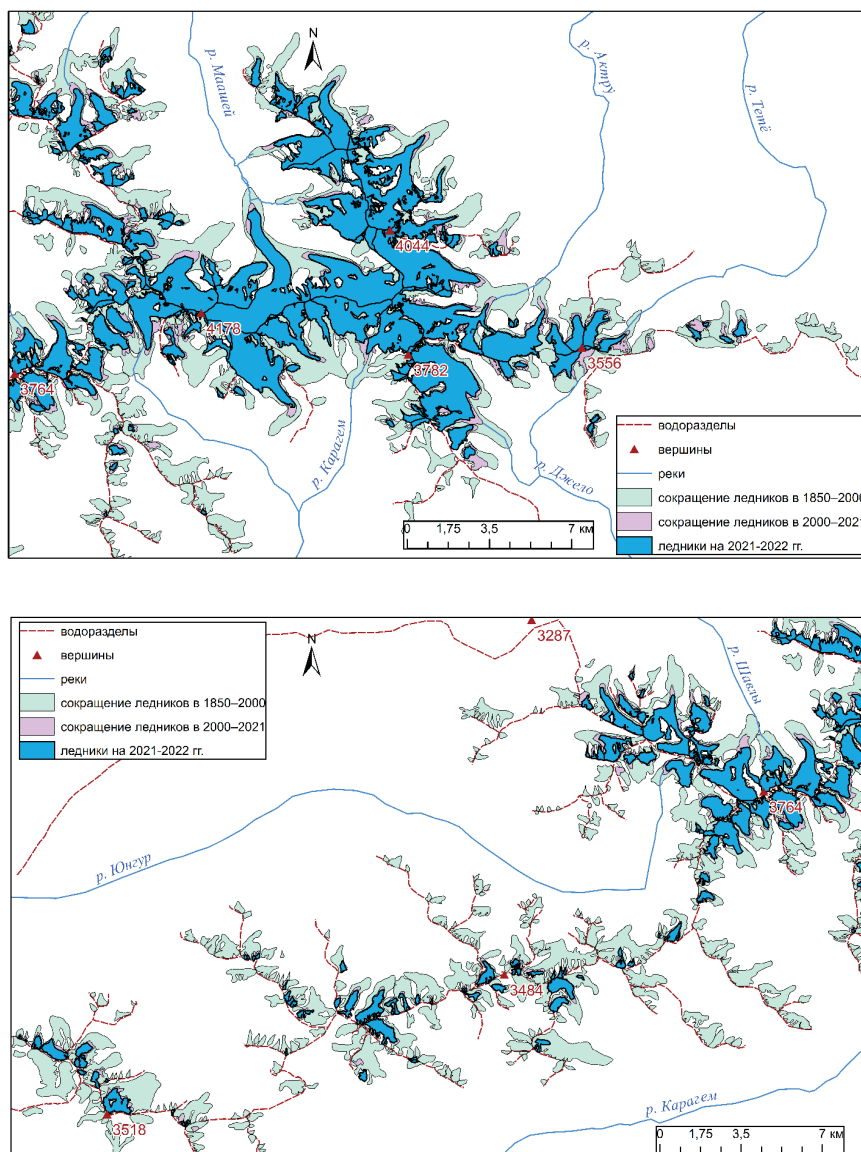 N
р. Маашей
р. Актру
р. Тетё
4044
4178
3782
3556
3764
р. Карагем
р. Джело
водоразделы
вершины
реки
сокращение ледников в 1850–2000
сокращение ледников в 2000–2021
ледники на 2021-2022 гг.
0 1,75 3,5 7 км
водоразделы
вершины
реки
сокращение ледников в 1850–2000
сокращение ледников в 2000–2021
ледники на 2021-2022 гг.
N
3287
р. Шавлы
3764
р. Юнгур
3484
3518
р. Карагем
0 1,75 3,5 7 км